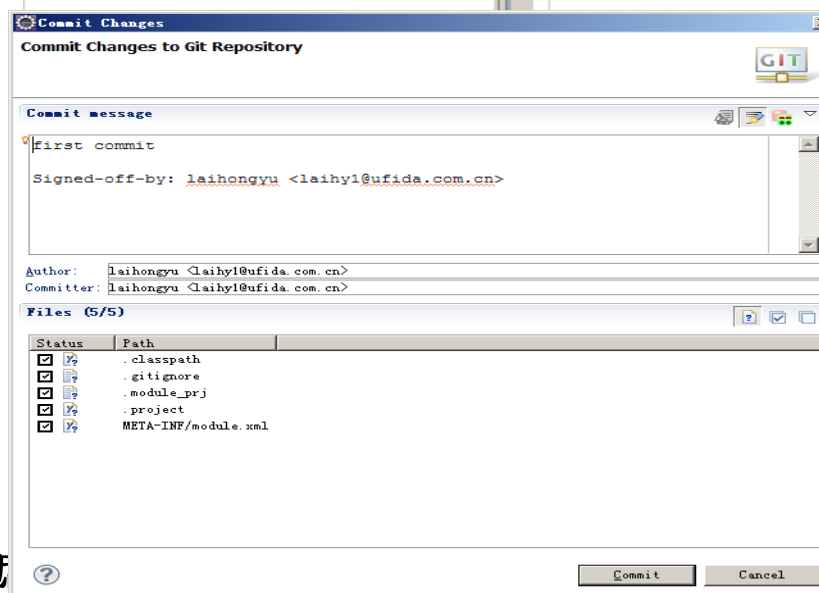 Commit Changes
Commit Changes to Git Repository
GIT
Commit message
first commit
Signed-off-by: laihongyu <laihy1@ufida.com.cn>
Author: laihongyu <laihy1@ufida.com.cn>
Committer: laihongyu <laihy1@ufida.com.cn>
Files (5/5)
Status Path
.classpath
.gitignore
.module_prj
.project
META-INF/module.xml
Commit Cancel